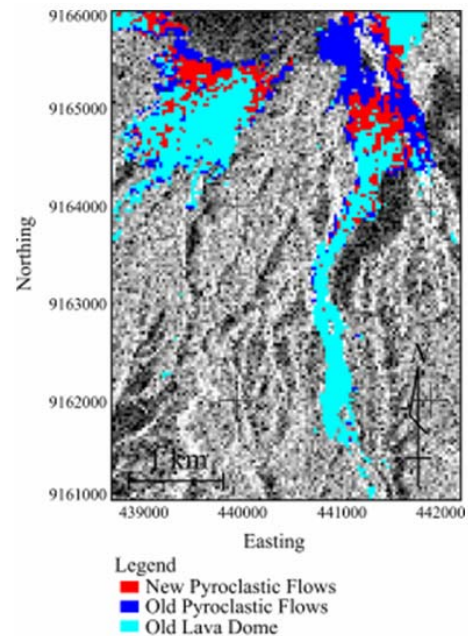 9166000
9165000
9164000
9163000
9162000
9161000
Northing
N
1 km
439000 440000 441000 442000
Easting
Legend
New Pyroclastic Flows
Old Pyroclastic Flows
Old Lava Dome